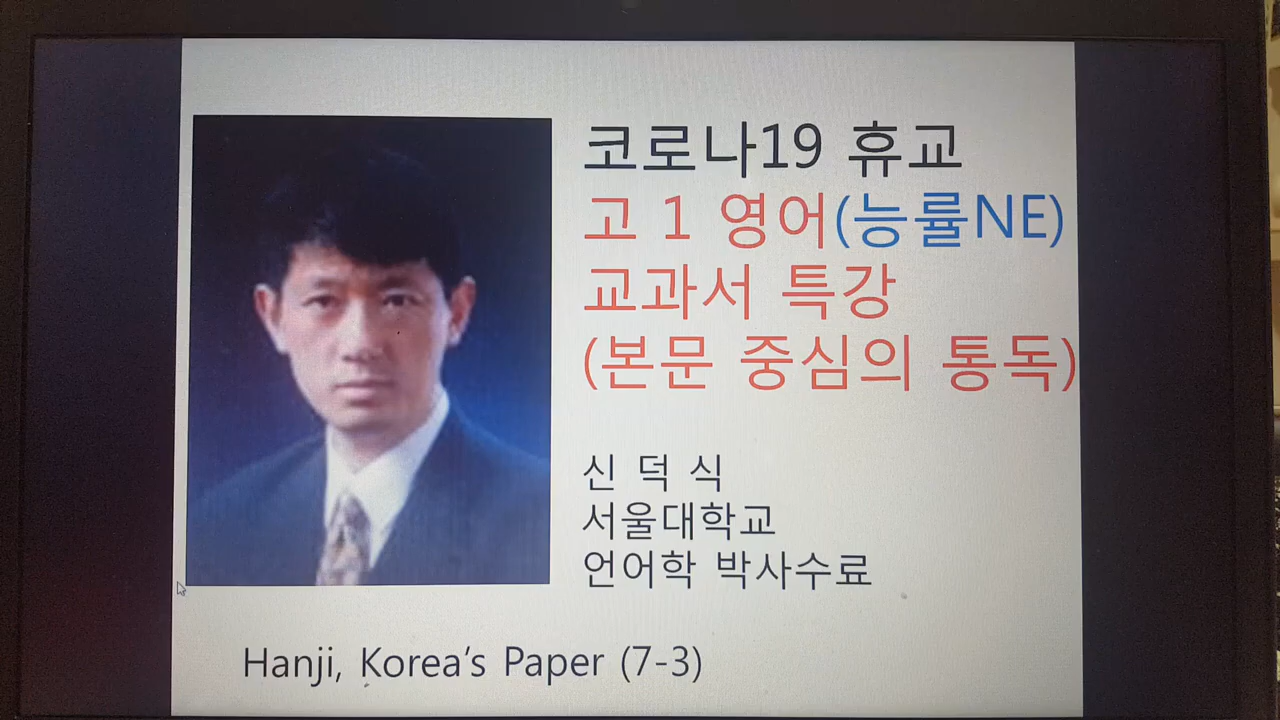 코로나19 휴교
고 1 영어(능률NE)
교과서 특강
(본문 중심의 통독)
신 덕 식
서울대학교
언어학 박사수료
Hanji, Korea's Paper (7-3)